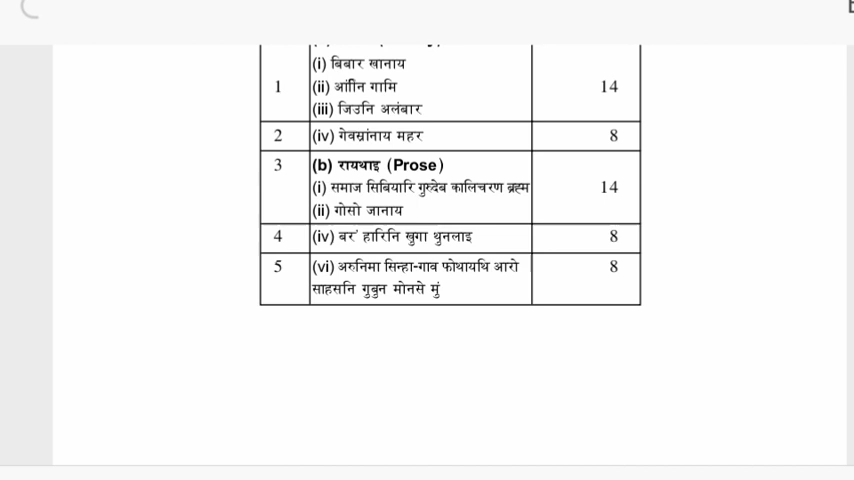 (i) बिबार खानाय
1 (ii) आंनि गामि 14
(iii) जिउनि अलंबार
2 (iv) गेवस्रांनाय महर 8
3 (b) रायथाइ (Prose)
(i) समाज सिबियारि गुरुदेब कालिचरण ब्रह्म 14
(ii) गोसो जानाय
4 (iv) बर' हारिनि खुगा थुनलाइ 8
5 (vi) अरुनिमा सिन्हा-गाव फोथायथि आरो 8
साहसनि गुबुन मोनसे मुं